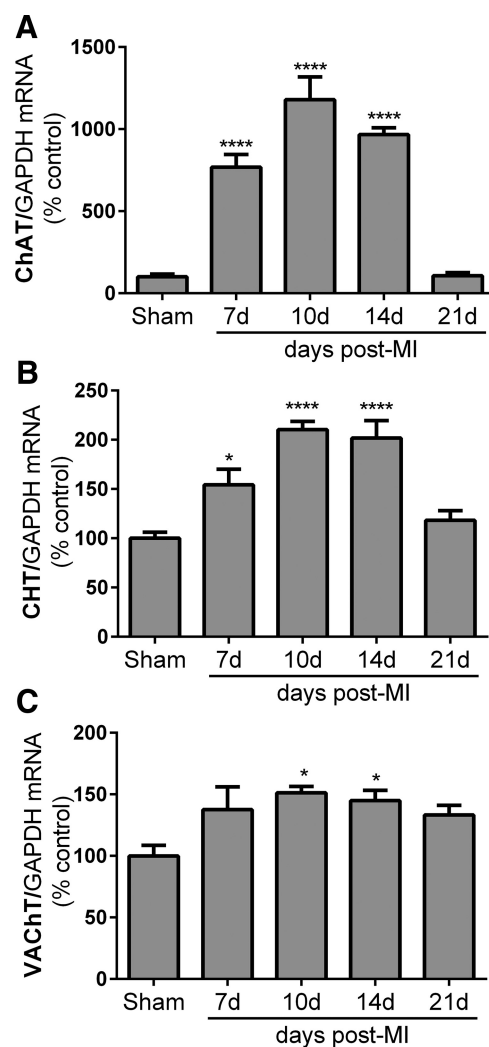 A
ChAT/GAPDH mRNA
(% control)
1500
1000
500
0
****
****
****
Sham
7d
10d
14d
21d
days post-MI
B
CHT/GAPDH mRNA
(% control)
250
200
150
100
50
0
*
****
****
Sham
7d
10d
14d
21d
days post-MI
C
VAChT/GAPDH mRNA
(% control)
200
150
100
50
0
*
*
Sham
7d
10d
14d
21d
days post-MI